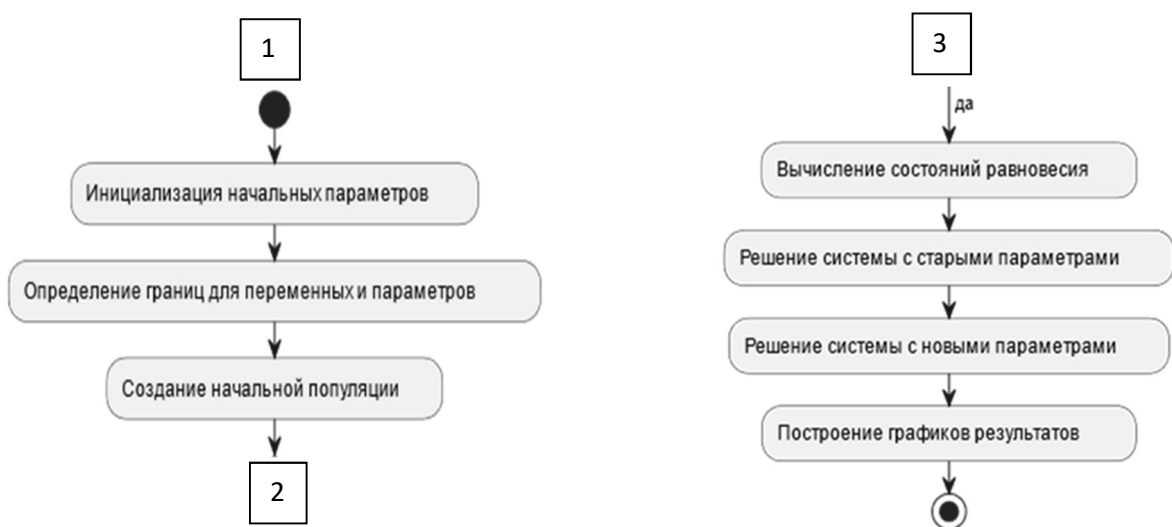 1
Инициализация начальных параметров
Определение границ для переменных и параметров
Создание начальной популяции
2
3
да
Вычисление состояний равновесия
Решение системы с старыми параметрами
Решение системы с новыми параметрами
Построение графиков результатов